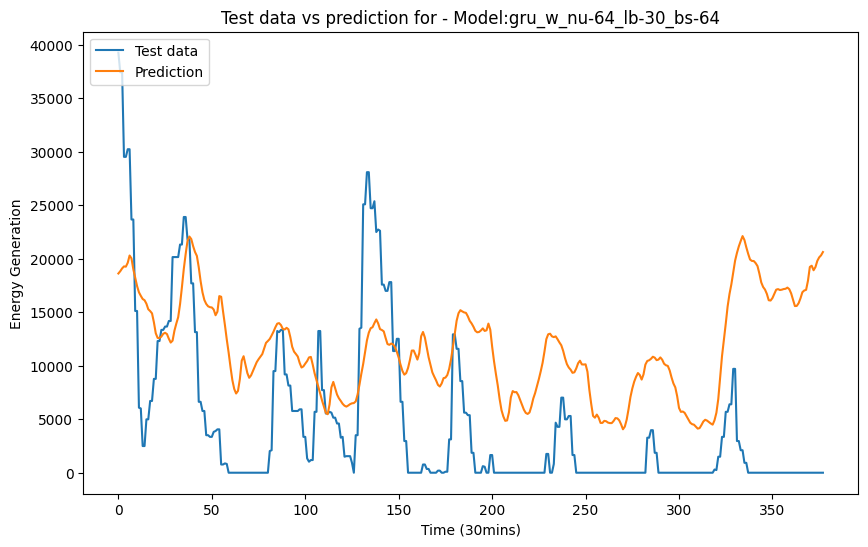 Test data vs prediction for - Model:gru_w_nu-64_lb-30_bs-64
Test data
Prediction
40000
35000
30000
25000
20000
15000
10000
5000
0
Energy Generation
0 50 100 150 200 250 300 350
Time (30mins)